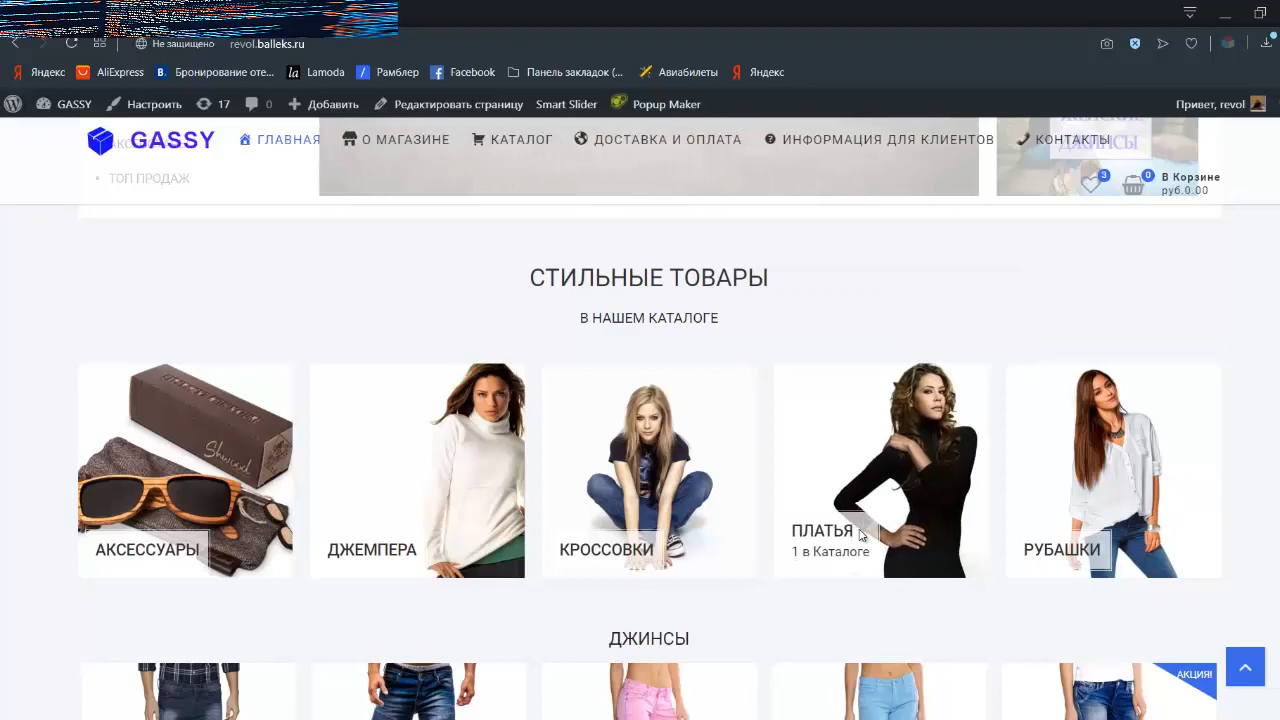 Не защищено revol.balleks.ru
Яндекс AliExpress Бронирование оте... Lamoda Рамблер Facebook Панель закладок (... Авиабилеты Яндекс
GASSY Настроить 17 0 Добавить Редактировать страницу Smart Slider Popup Maker Привет, revol
GASSY ГЛАВНАЯ О МАГАЗИНЕ КАТАЛОГ ДОСТАВКА И ОПЛАТА ИНФОРМАЦИЯ ДЛЯ КЛИЕНТОВ КОНТАКТЫ
ДЖИНСЫ
ТОП ПРОДАЖ
3 0 В Корзине
руб.0.00
СТИЛЬНЫЕ ТОВАРЫ
В НАШЕМ КАТАЛОГЕ
Shwood
АКСЕССУАРЫ
ДЖЕМПЕРА
КРОССОВКИ
ПЛАТЬЯ
1 в Каталоге
РУБАШКИ
ДЖИНСЫ
АКЦИЯ!